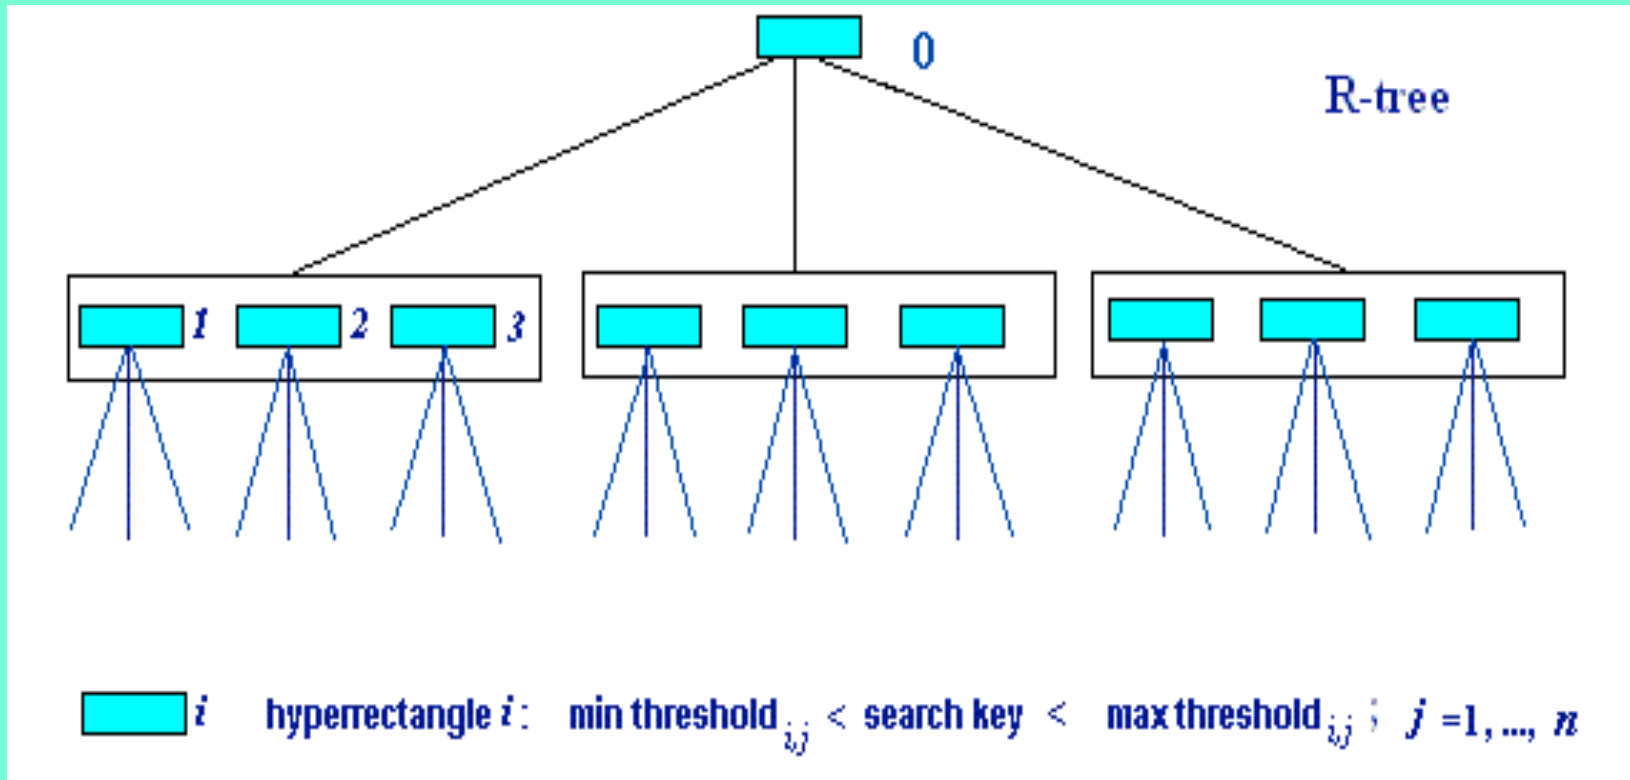 0
R-tree
1 2 3
i hyperrectangle i: min threshold i,j < search key < max threshold i,j ; j =1, ..., n